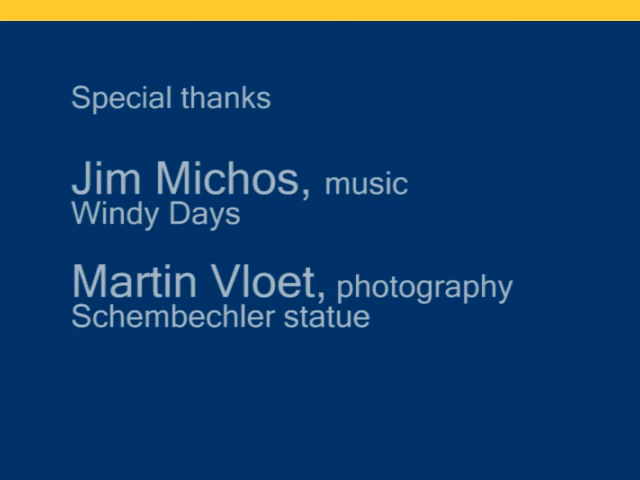 Special thanks
Jim Michos, music
Windy Days
Martin Vloet, photography
Schembechler statue